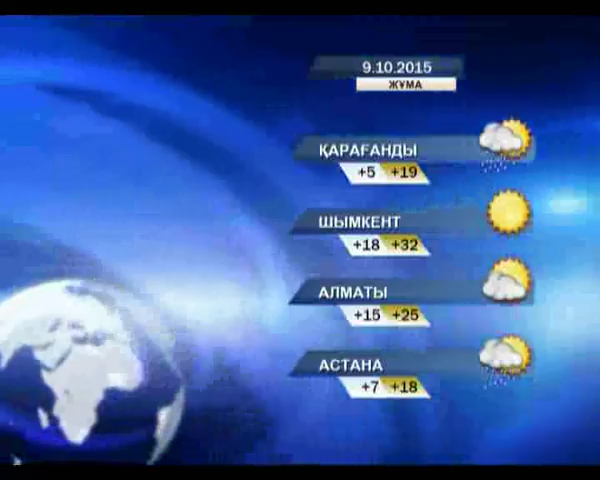 9.10.2015
ЖҰМА
ҚАРАҒАНДЫ
+5 +19
ШЫМКЕНТ
+18 +32
АЛМАТЫ
+15 +25
АСТАНА
+7 +18